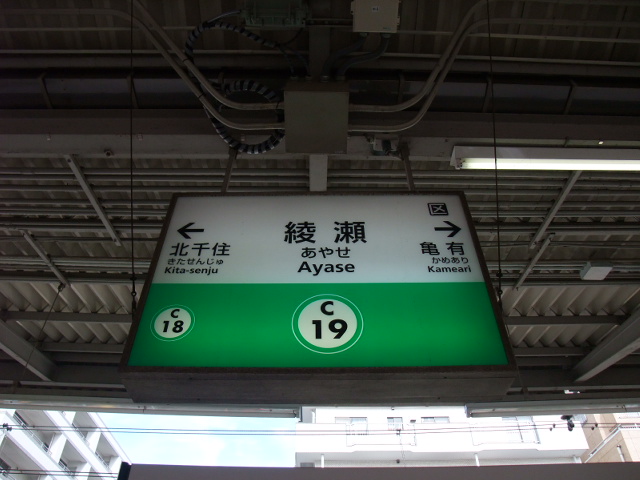 区
← 綾瀬 →
北千住 あやせ 亀有
きたせんじゅ Ayase かめあり
Kita-senju Kameari
C C
18 19